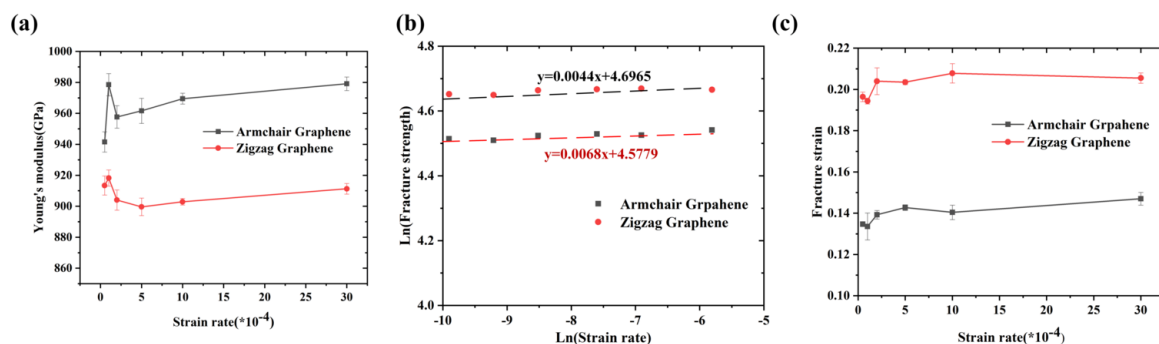 (a)
1000
980
960
940
920
900
880
860
Young's modulus(GPa)
Armchair Graphene
Zigzag Graphene
0
5
10
15
20
25
30
Strain rate(*10-4)
(b)
4.8
4.6
4.4
4.2
4.0
Ln(Fracture strength)
y=0.0044x+4.6965
y=0.0068x+4.5779
Armchair Grpahene
Zigzag Graphene
-10
-9
-8
-7
-6
-5
Ln(Strain rate)
(c)
0.22
0.20
0.18
0.16
0.14
0.12
0.10
Fracture strain
Armchair Grpahene
Zigzag Graphene
0
5
10
15
20
25
30
Strain rate(*10-4)